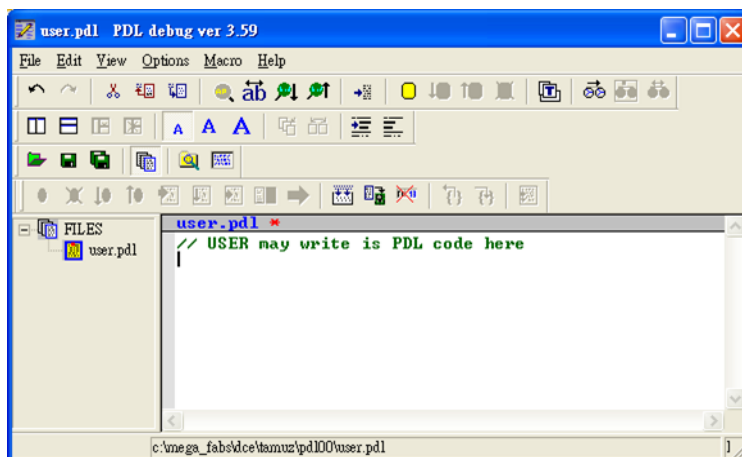 user.pdl PDL debug ver 3.59
File Edit View Options Macro Help
A A A
FILES
user.pdl
user.pdl *
// USER may write is PDL code here
c:\mega_fabs\dce\tamuz\pdl00\user.pdl